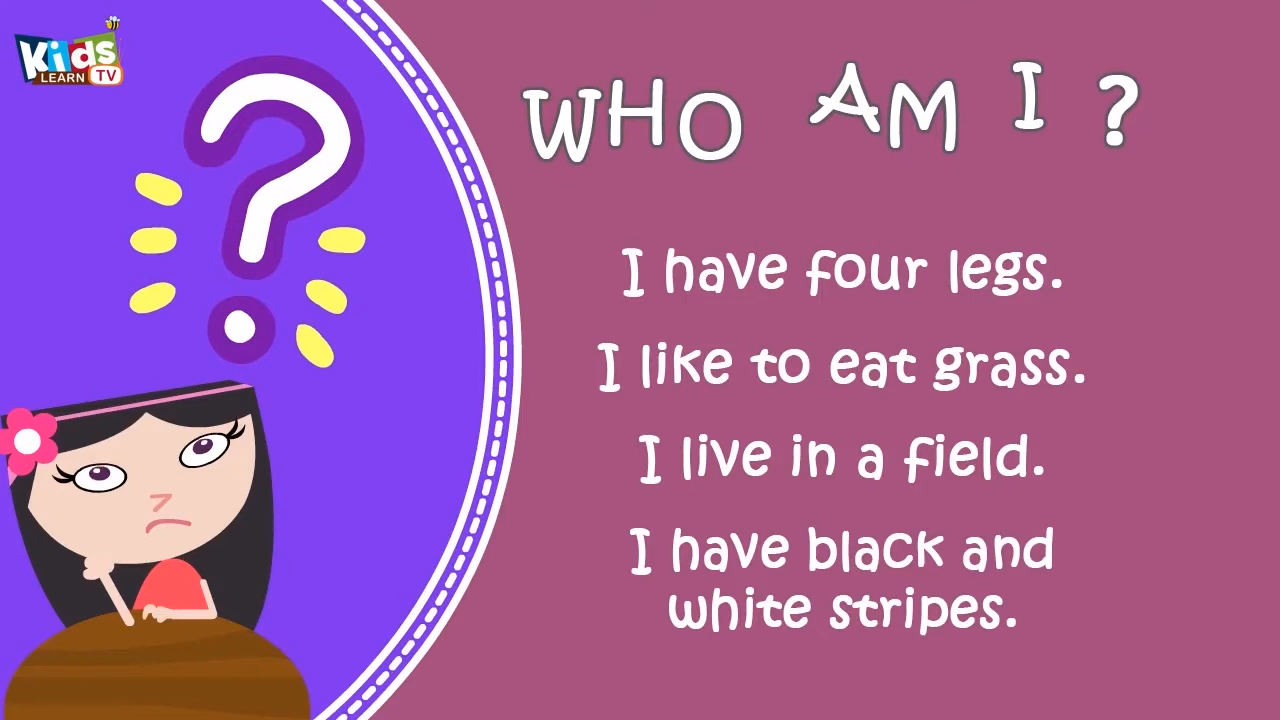 Kids
LEARN TV
WHO AM I ?
I have four legs.
I like to eat grass.
I live in a field.
I have black and
white stripes.